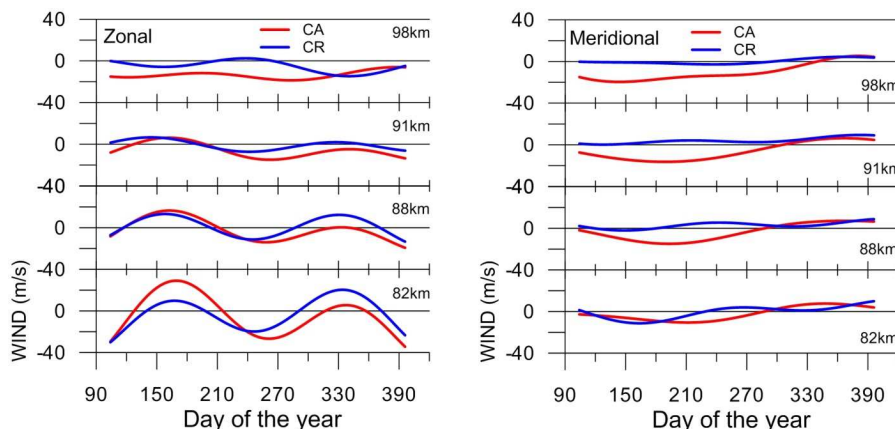 40
Zonal
CA
CR
98km
0
-40
91km
0
-40
88km
0
-40
82km
0
-40
WIND (m/s)
90 150 210 270 330 390
Day of the year
40
Meridional
CA
CR
0
98km
-40
0
91km
-40
0
88km
-40
0
82km
-40
WIND (m/s)
90 150 210 270 330 390
Day of the year